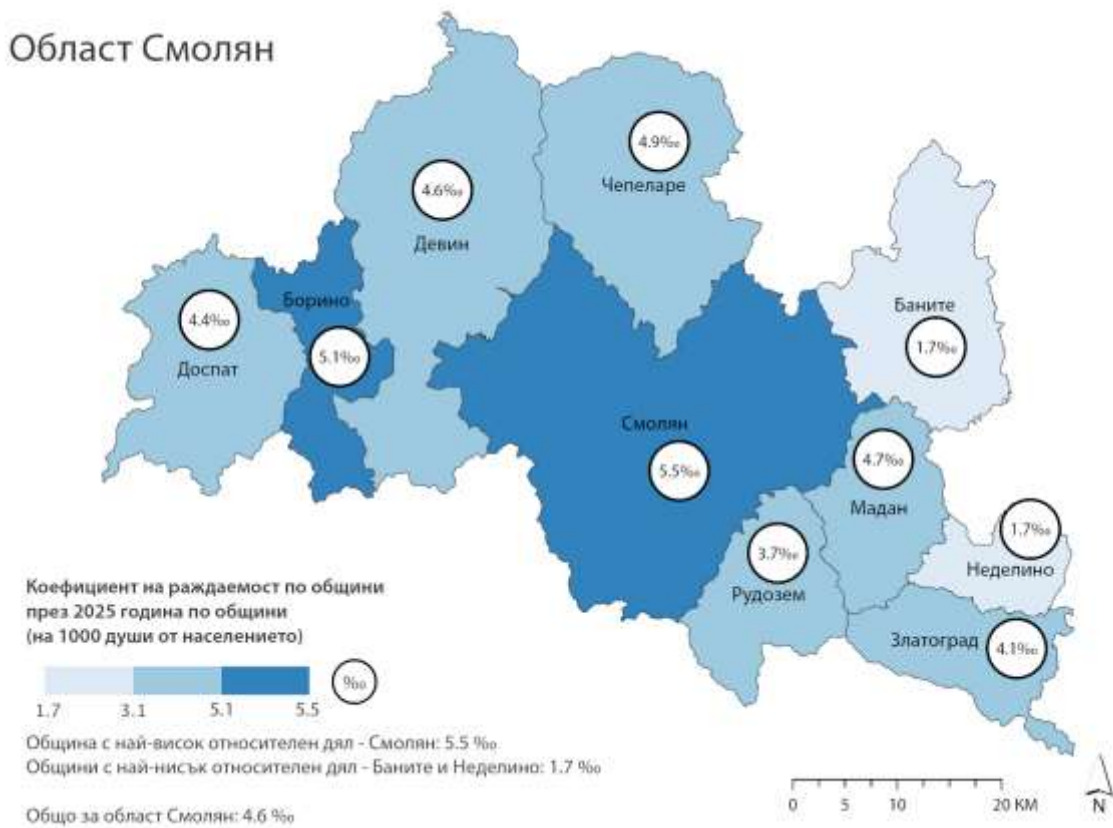 Област Смолян
4.9‰
Чепеларе
4.6‰
Девин
Борино
5.1‰
4.4‰
Доспат
Баните
1.7‰
Смолян
5.5‰
4.7‰
Мадан
3.7‰
Рудозем
1.7‰
Неделино
Златоград
4.1‰
Коефициент на раждаемост по общини
през 2025 година по общини
(на 1000 души от населението)
‰
1.7 3.1 5.1 5.5
Община с най-висок относителен дял - Смолян: 5.5 ‰
Общини с най-нисък относителен дял - Баните и Неделино: 1.7 ‰
Общо за област Смолян: 4.6 ‰
0 5 10 20 КМ
N